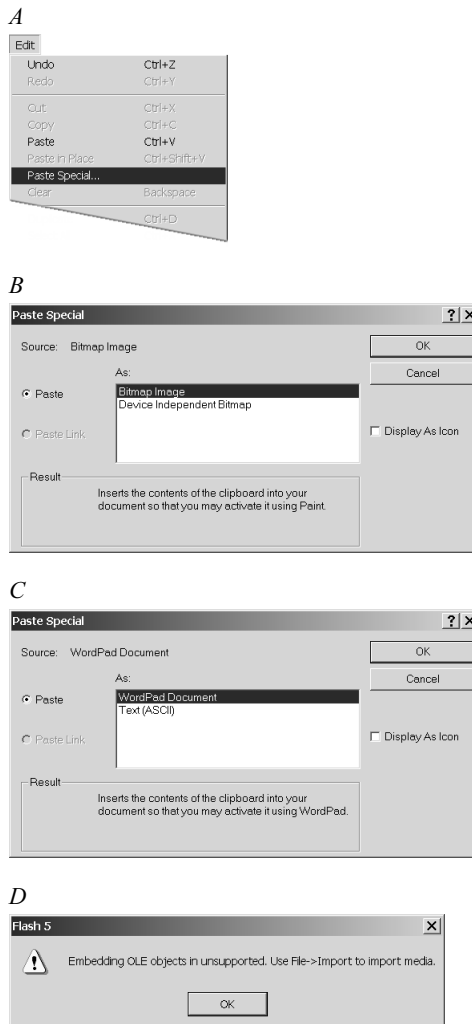 A
Edit
Undo Ctrl+Z
Redo Ctrl+Y
Cut Ctrl+X
Copy Ctrl+C
Paste Ctrl+V
Paste in Place Ctrl+Shift+V
Paste Special...
Clear Backspace
Ctrl+D
B
Paste Special
Source: Bitmap Image
OK
As:
Cancel
Paste
Bitmap Image
Device Independent Bitmap
Paste Link
Display As Icon
Result
Inserts the contents of the clipboard into your
document so that you may activate it using Paint.
C
Paste Special
Source: WordPad Document
OK
As:
Cancel
Paste
WordPad Document
Text (ASCII)
Paste Link
Display As Icon
Result
Inserts the contents of the clipboard into your
document so that you may activate it using WordPad.
D
Flash 5
Embedding OLE objects in unsupported. Use File->Import to import media.
OK